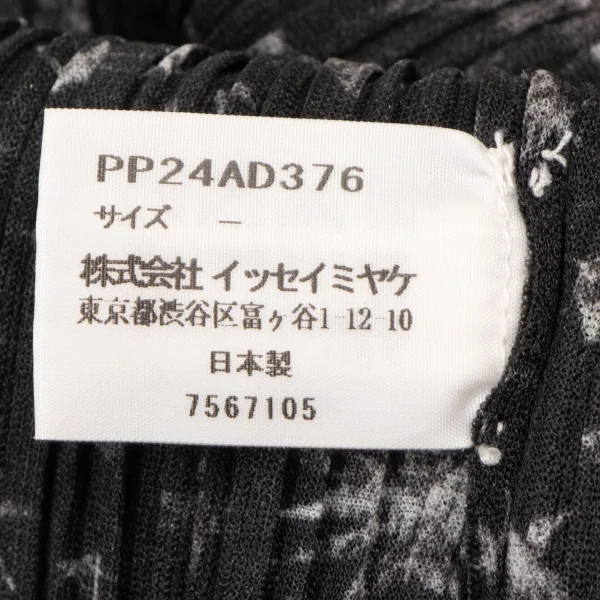 PP24AD376
サイズ －
株式会社 イッセイミヤケ
東京都渋谷区富ヶ谷1-12-10
日本製
7567105